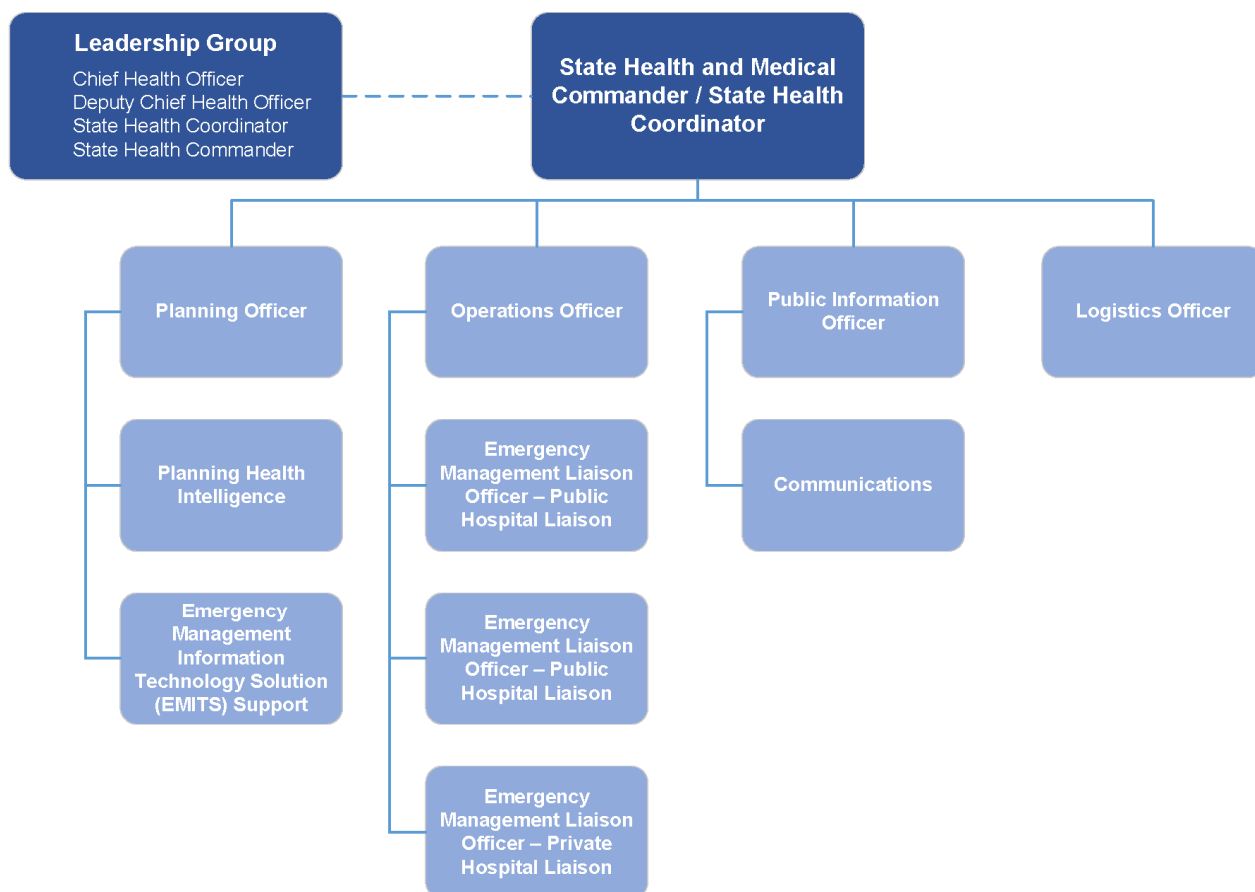 Leadership Group
Chief Health Officer
Deputy Chief Health Officer
State Health Coordinator
State Health Commander
State Health and Medical
Commander / State Health
Coordinator
Planning Officer
Operations Officer
Public Information
Officer
Logistics Officer
Planning Health
Intelligence
Emergency
Management Liaison
Officer – Public
Hospital Liaison
Communications
Emergency
Management
Information
Technology Solution
(EMITS) Support
Emergency
Management Liaison
Officer – Public
Hospital Liaison
Emergency
Management Liaison
Officer – Private
Hospital Liaison